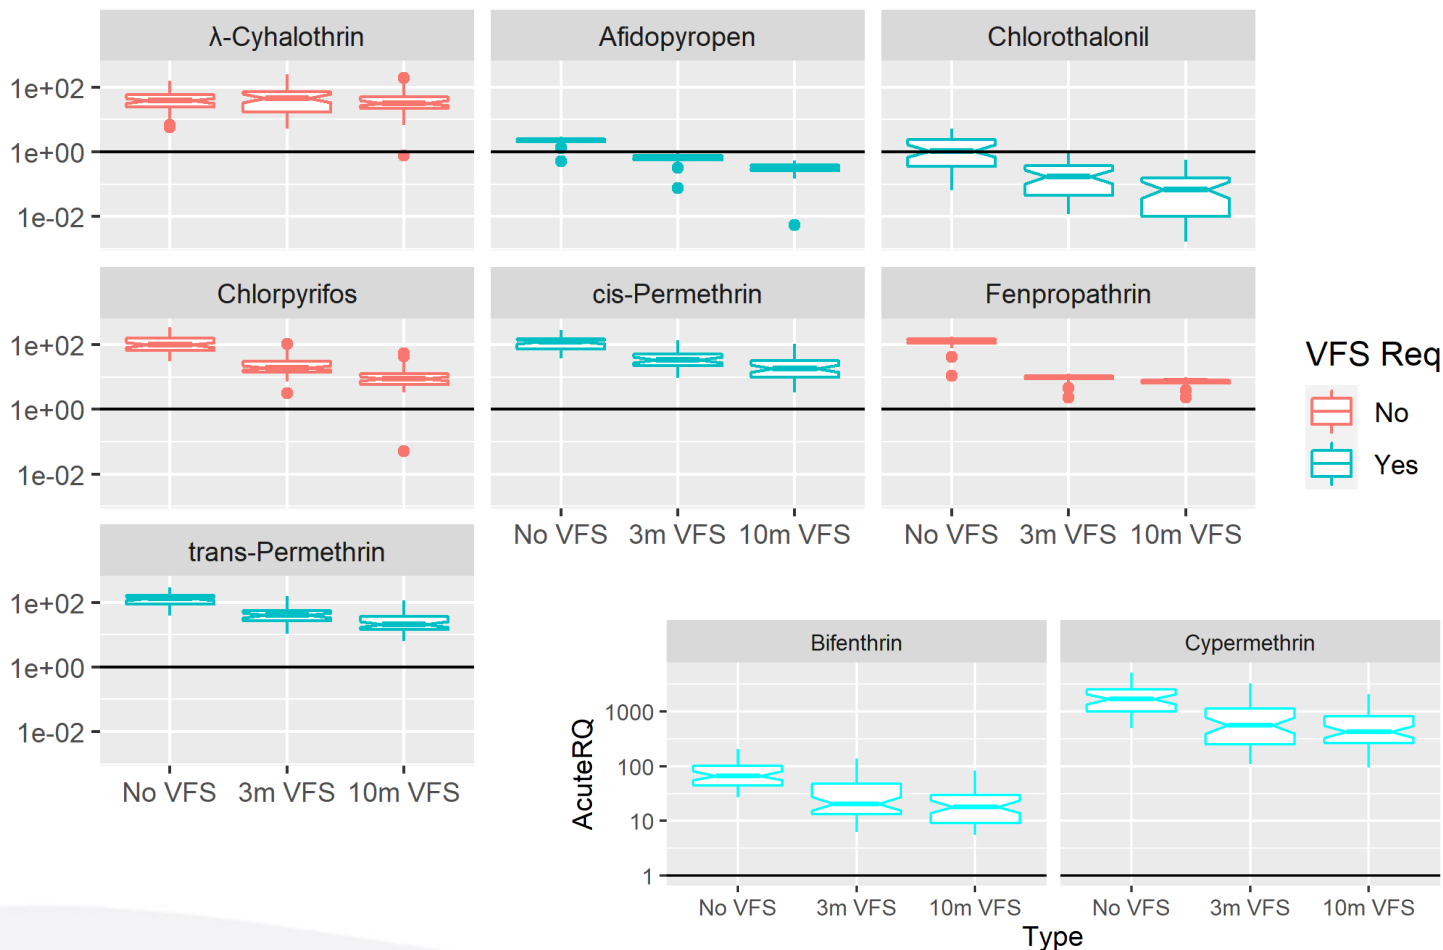 λ-Cyhalothrin
Afidopyropen
Chlorothalonil
1e+02
1e+00
1e-02
Chlorpyrifos
cis-Permethrin
Fenpropathrin
1e+02
1e+00
1e-02
No VFS 3m VFS 10m VFS
No VFS 3m VFS 10m VFS
VFS Req
No
Yes
trans-Permethrin
1e+02
1e+00
1e-02
No VFS 3m VFS 10m VFS
Bifenthrin
Cypermethrin
AcuteRQ
1000
100
10
1
No VFS 3m VFS 10m VFS
No VFS 3m VFS 10m VFS
Type